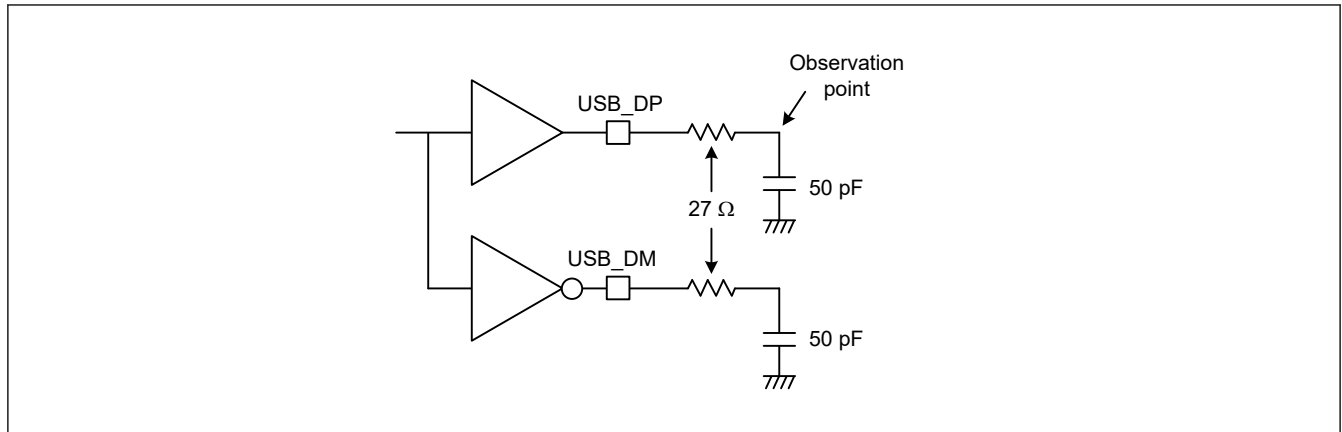 Observation
point
USB_DP
50 pF
27 Ω
USB_DM
50 pF